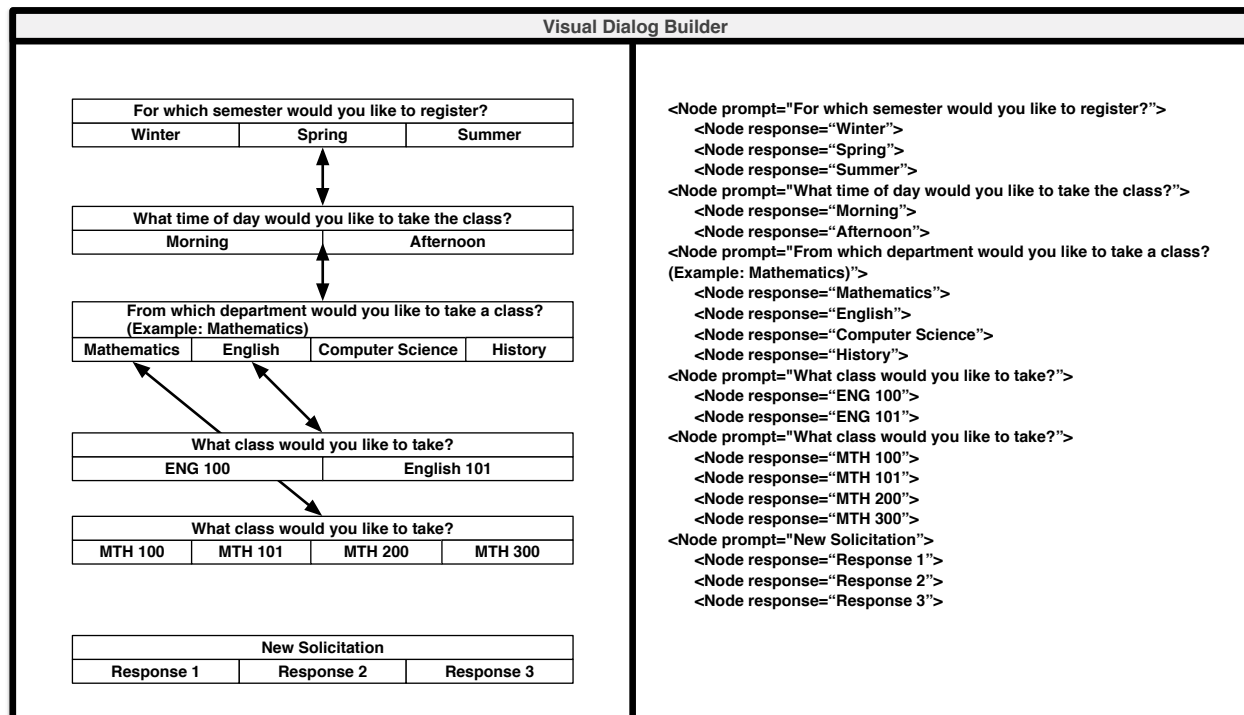 Visual Dialog Builder
For which semester would you like to register?
Winter Spring Summer
What time of day would you like to take the class?
Morning Afternoon
From which department would you like to take a class?
(Example: Mathematics)
Mathematics English Computer Science History
What class would you like to take?
ENG 100 English 101
What class would you like to take?
MTH 100 MTH 101 MTH 200 MTH 300
New Solicitation
Response 1 Response 2 Response 3
<Node prompt="For which semester would you like to register?”>
<Node response=“Winter”>
<Node response=“Spring”>
<Node response=“Summer”>
<Node prompt="What time of day would you like to take the class?”>
<Node response=“Morning”>
<Node response=“Afternoon”>
<Node prompt="From which department would you like to take a class?
(Example: Mathematics)”>
<Node response=“Mathematics”>
<Node response=“English”>
<Node response=“Computer Science”>
<Node response=“History”>
<Node prompt="What class would you like to take?”>
<Node response=“ENG 100”>
<Node response=“ENG 101”>
<Node prompt="What class would you like to take?”>
<Node response=“MTH 100”>
<Node response=“MTH 101”>
<Node response=“MTH 200”>
<Node response=“MTH 300”>
<Node prompt="New Solicitation”>
<Node response=“Response 1”>
<Node response=“Response 2”>
<Node response=“Response 3”>